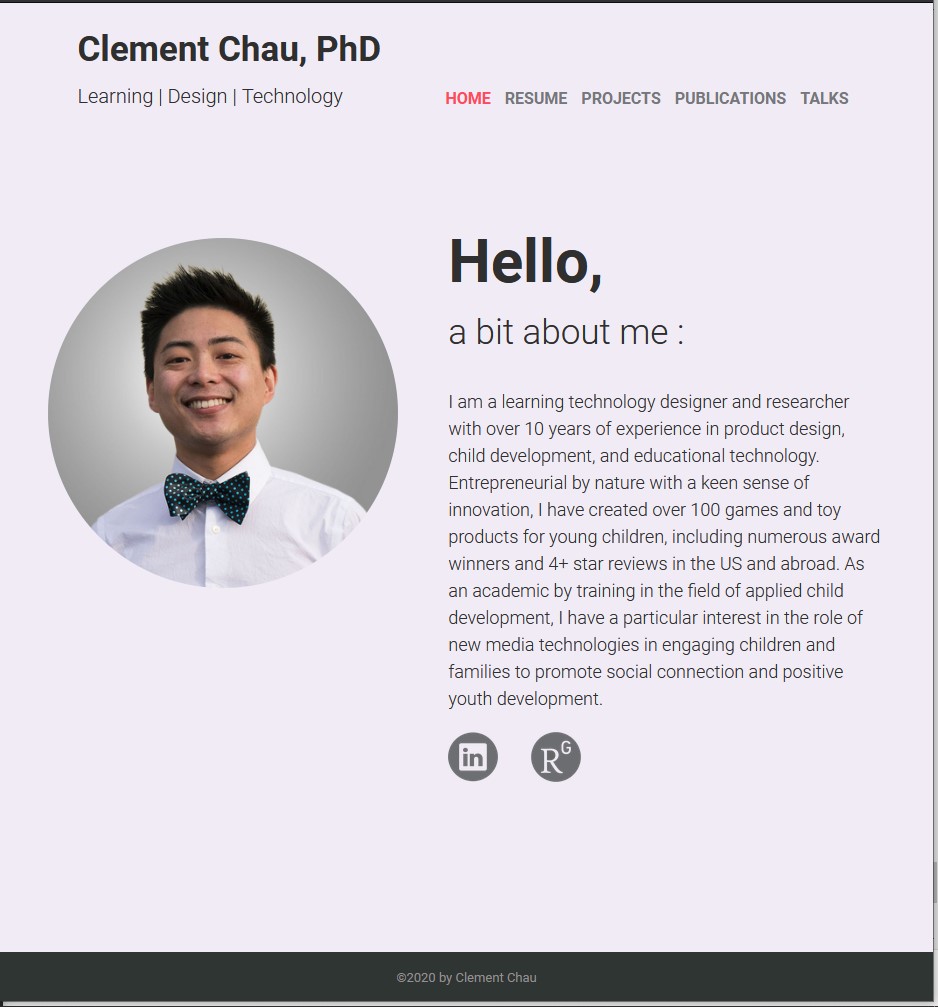 Clement Chau, PhD
Learning | Design | Technology
HOME RESUME PROJECTS PUBLICATIONS TALKS
Hello,
a bit about me :
I am a learning technology designer and researcher
with over 10 years of experience in product design,
child development, and educational technology.
Entrepreneurial by nature with a keen sense of
innovation, I have created over 100 games and toy
products for young children, including numerous award
winners and 4+ star reviews in the US and abroad. As
an academic by training in the field of applied child
development, I have a particular interest in the role of
new media technologies in engaging children and
families to promote social connection and positive
youth development.
in RG
©2020 by Clement Chau